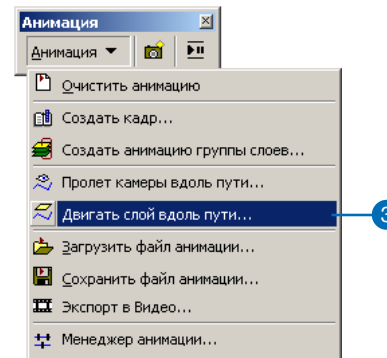 Анимация
Анимация
Очистить анимацию
Создать кадр...
Создать анимацию группы слоев...
Пролет камеры вдоль пути...
Двигать слой вдоль пути...
3
Загрузить файл анимации...
Сохранить файл анимации...
Экспорт в Видео...
Менеджер анимации...